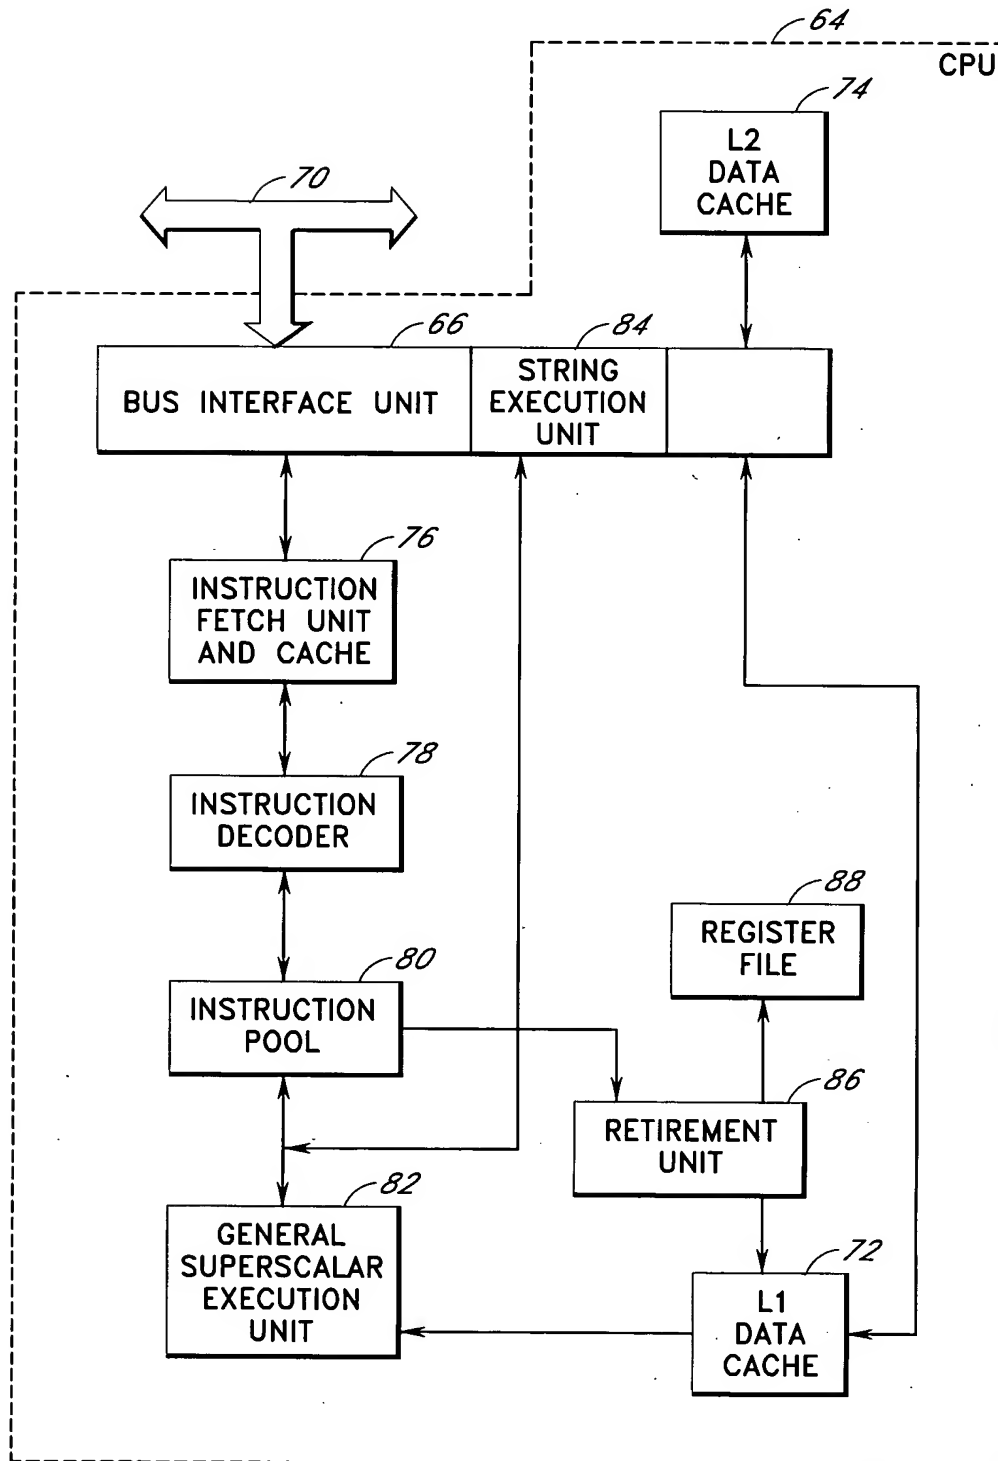 64
CPU
74
L2
DATA
CACHE
70
66
84
BUS INTERFACE UNIT
STRING
EXECUTION
UNIT
76
INSTRUCTION
FETCH UNIT
AND CACHE
78
INSTRUCTION
DECODER
88
REGISTER
FILE
80
INSTRUCTION
POOL
86
RETIREMENT
UNIT
82
GENERAL
SUPERSCALAR
EXECUTION
UNIT
72
L1
DATA
CACHE